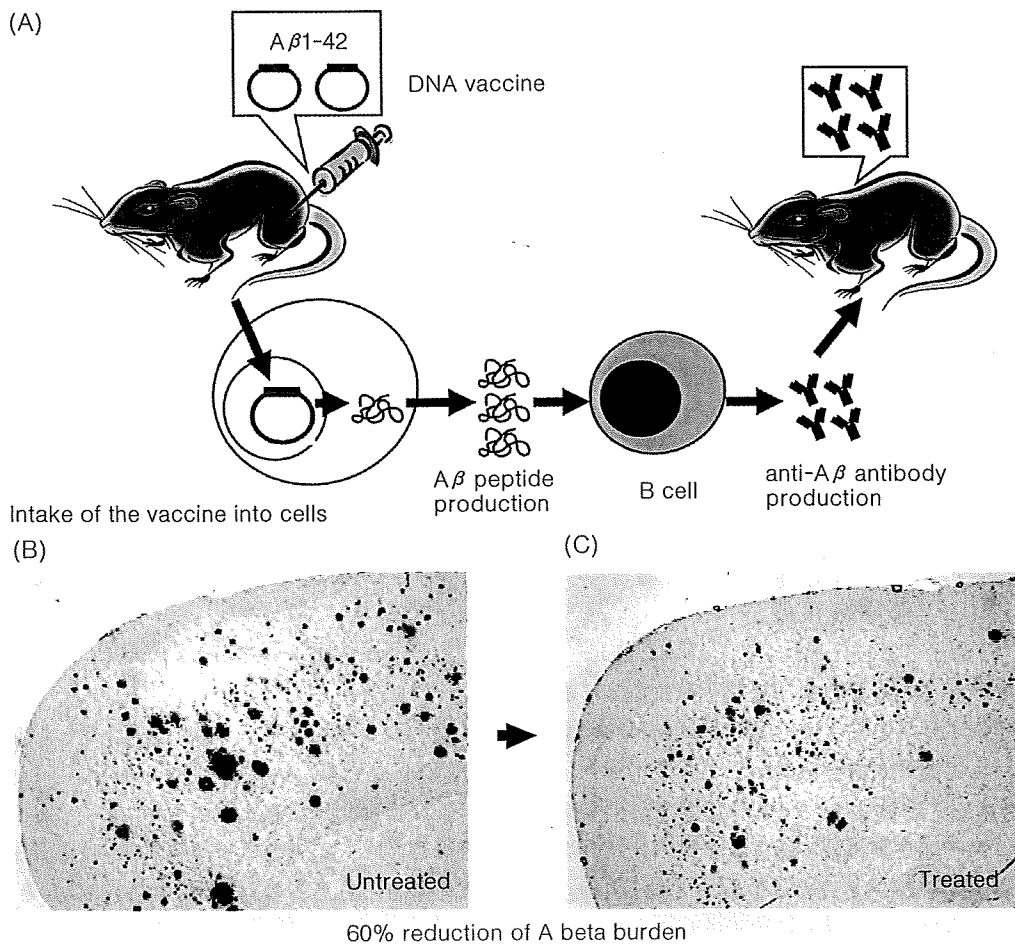 (A)
Aβ1-42
DNA vaccine
Aβ peptide
production
B cell
anti-Aβ antibody
production
Intake of the vaccine into cells
(B)
(C)
Untreated
Treated
60% reduction of A beta burden